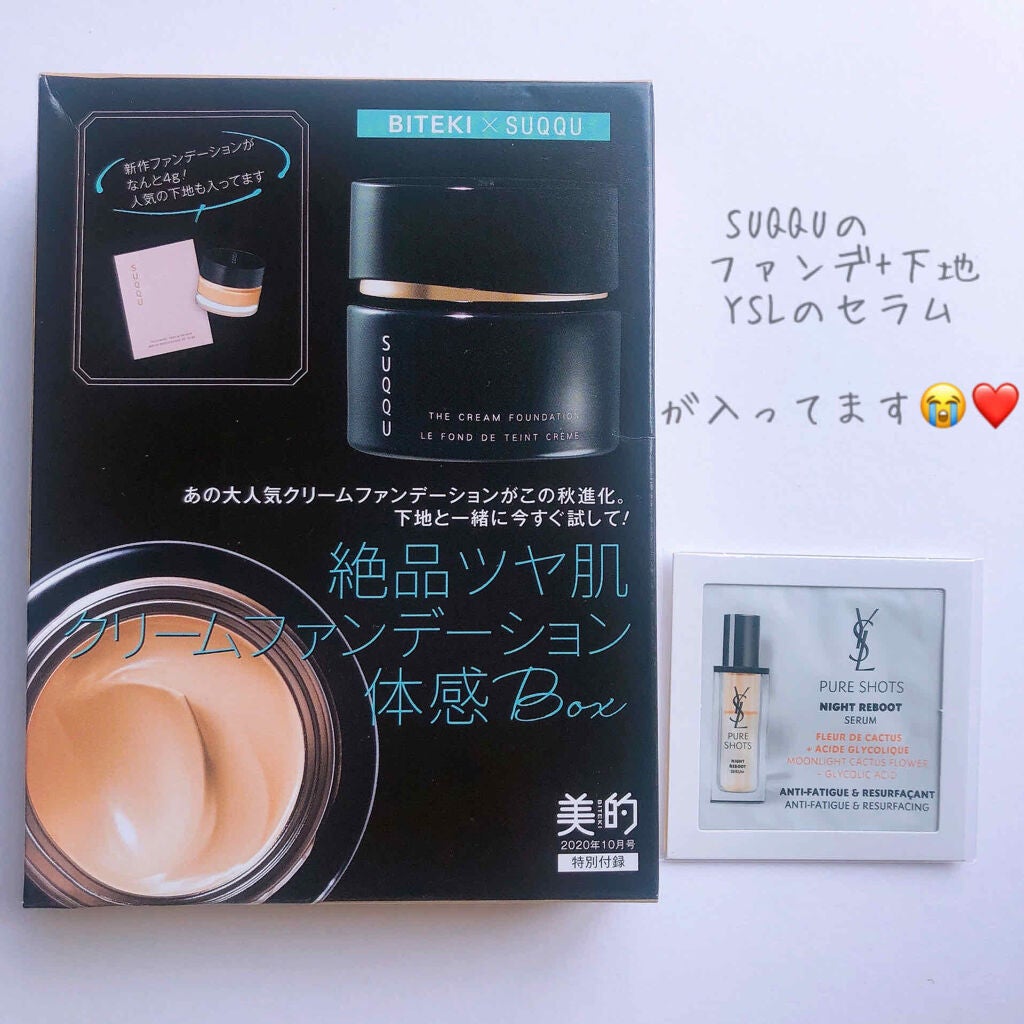 BITEKI × SUQQU
新作ファンデーションが
なんと4g!
人気の下地も入ってます
SUQQU
SUQQU
SUQQU
THE CREAM FOUNDATION
LE FOND DE TEINT CRÈME
あの大人気クリームファンデーションがこの秋進化。
下地と一緒に今すぐ試して!
絶品ツヤ肌
クリームファンデーション
体感Box
美的
BITEKI
2020年10月号
特別付録
SUQQUの
ファンデ+下地
YSLのセラム
が入ってます😭❤️
YSL
PURE SHOTS
NIGHT REBOOT
SERUM
FLEUR DE CACTUS
+ ACIDE GLYCOLIQUE
MOONLIGHT CACTUS FLOWER
+ GLYCOLIC ACID
ANTI-FATIGUE & RESURFAÇANT
ANTI-FATIGUE & RESURFACING
YSL
PURE
SHOTS
NIGHT
REBOOT
SERUM